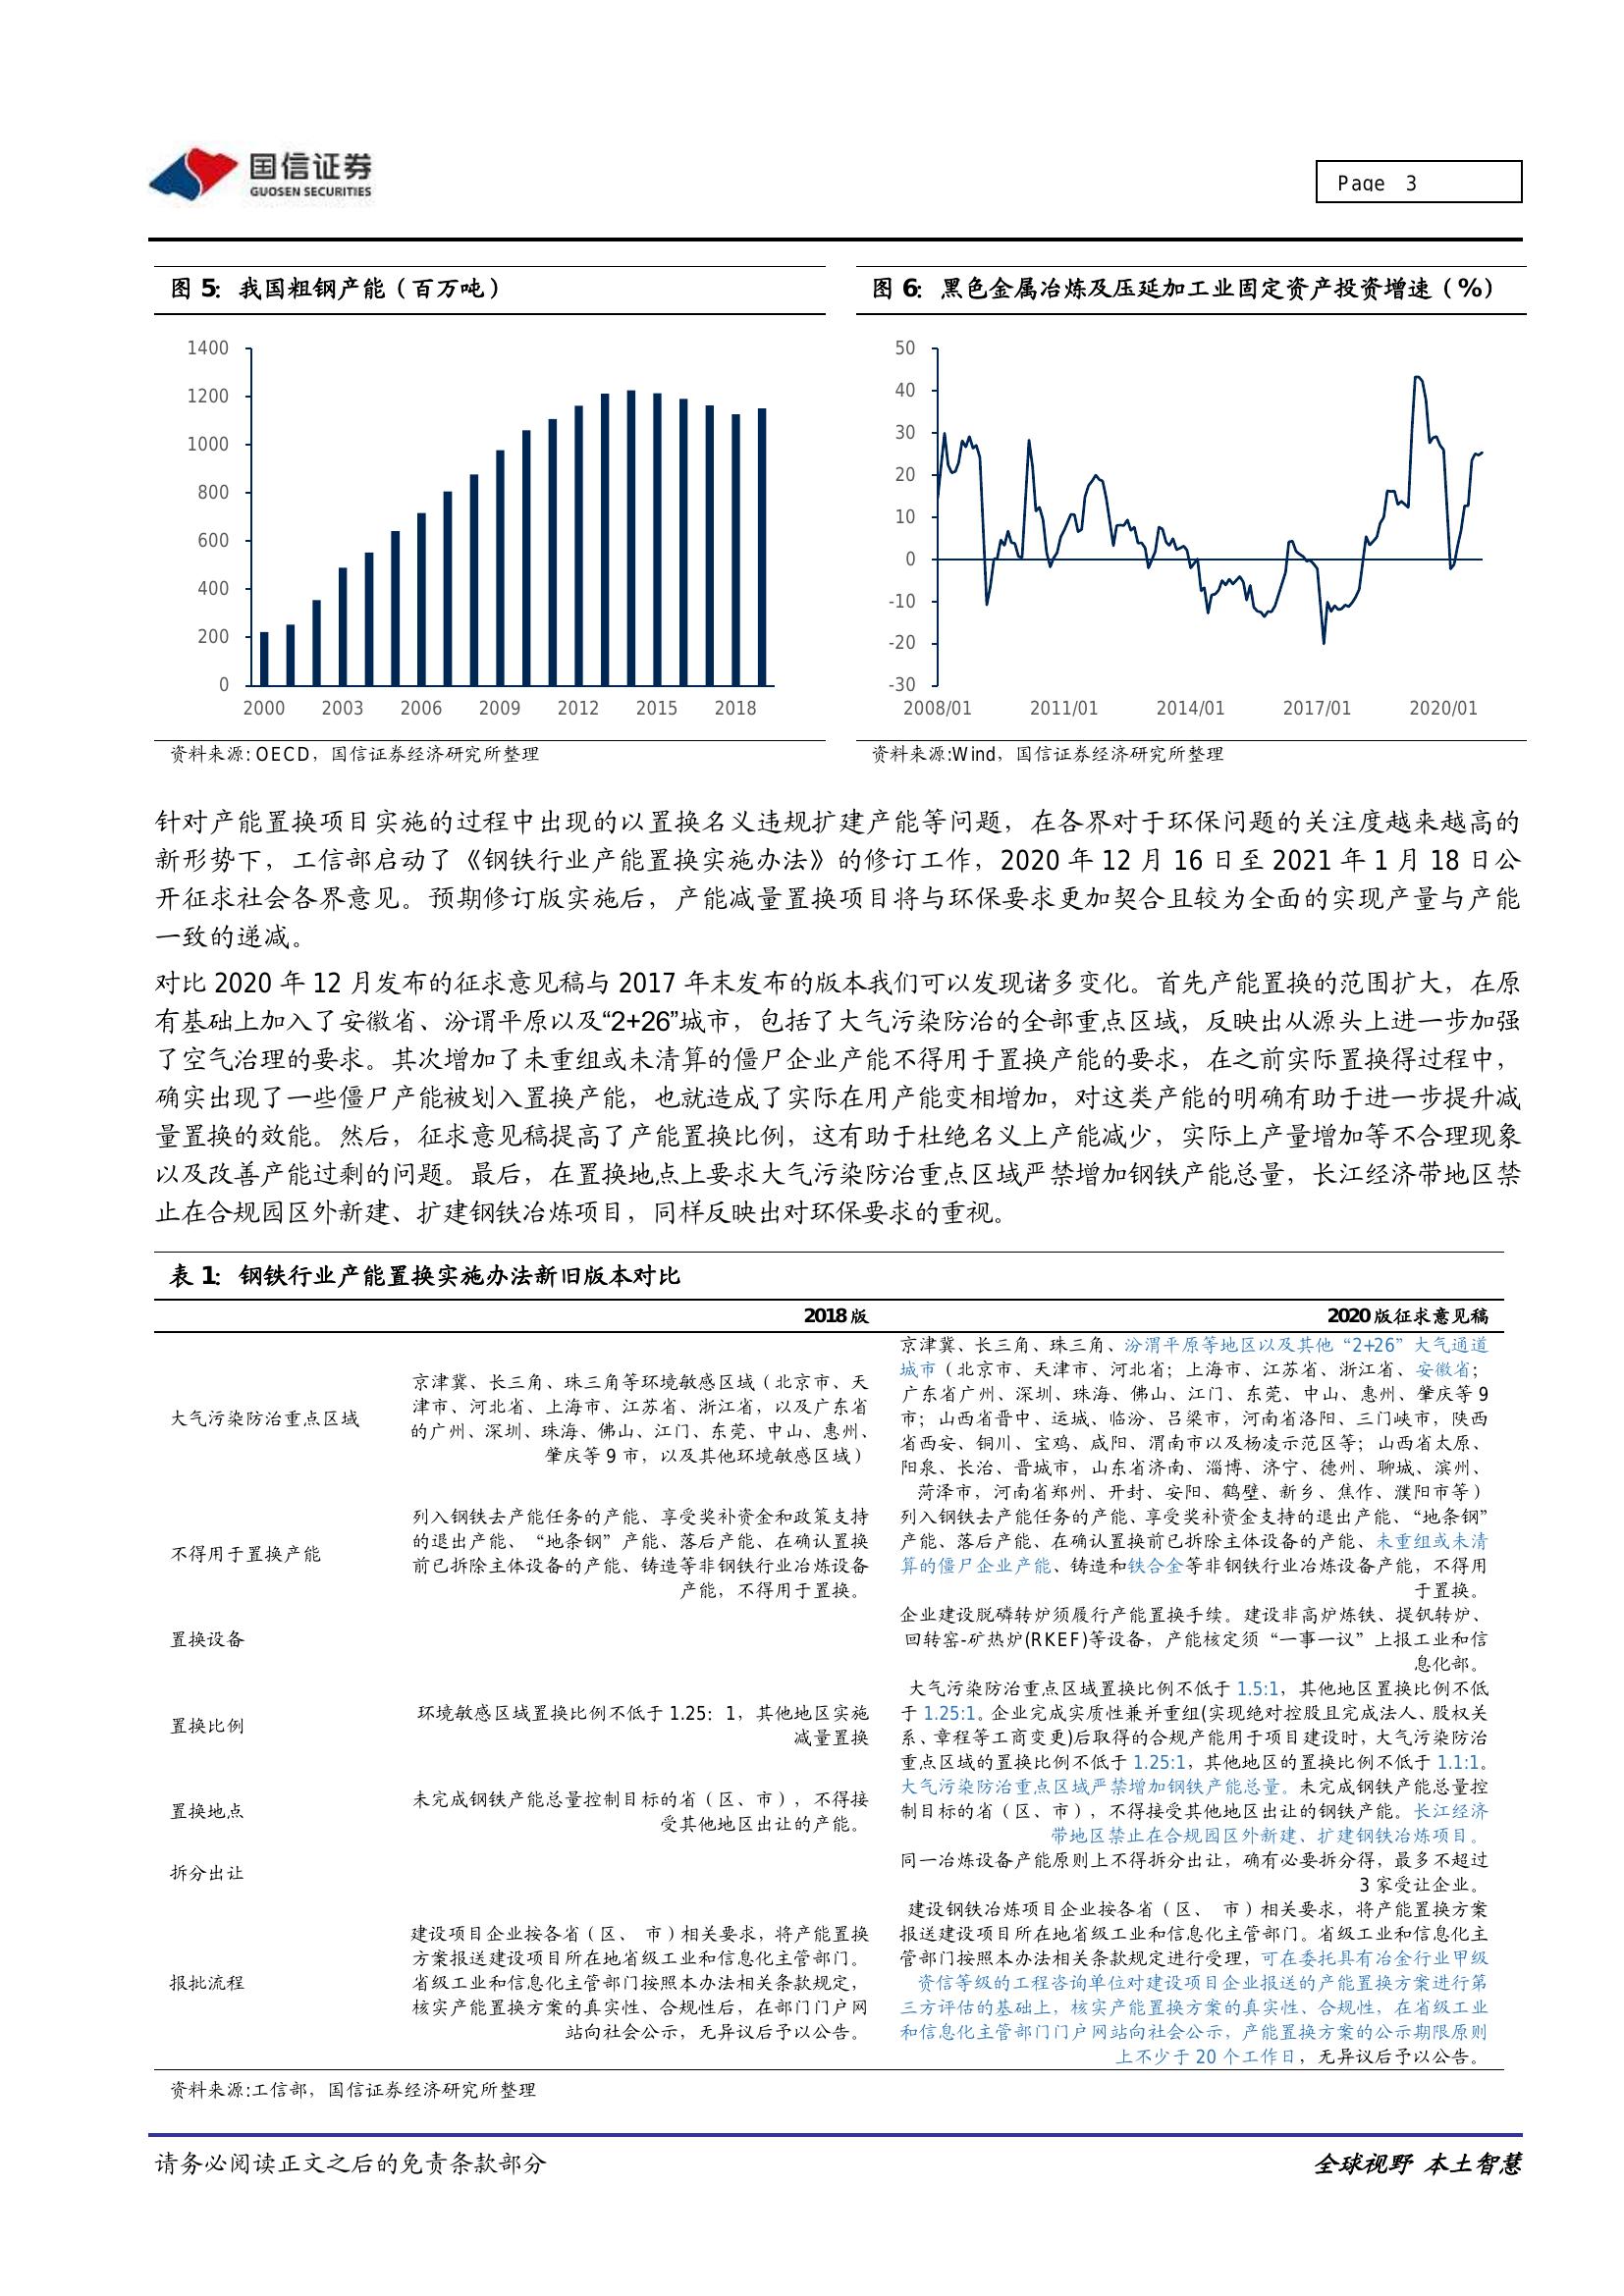 国信证券
GUOSEN SECURITIES
Page 3
图 5：我国粗钢产能（百万吨）
1400
1200
1000
800
600
400
200
0
2000 2003 2006 2009 2012 2015 2018
资料来源: OECD，国信证券经济研究所整理
图 6：黑色金属冶炼及压延加工业固定资产投资增速（%）
50
40
30
20
10
0
-10
-20
-30
2008/01 2011/01 2014/01 2017/01 2020/01
资料来源:Wind，国信证券经济研究所整理
针对产能置换项目实施的过程中出现的以置换名义违规扩建产能等问题，在各界对于环保问题的关注度越来越高的
新形势下，工信部启动了《钢铁行业产能置换实施办法》的修订工作，2020 年 12 月 16 日至 2021 年 1 月 18 日公
开征求社会各界意见。预期修订版实施后，产能减量置换项目将与环保要求更加契合且较为全面的实现产量与产能
一致的递减。
对比 2020 年 12 月发布的征求意见稿与 2017 年末发布的版本我们可以发现诸多变化。首先产能置换的范围扩大，在原
有基础上加入了安徽省、汾谓平原以及“2+26”城市，包括了大气污染防治的全部重点区域，反映出从源头上进一步加强
了空气治理的要求。其次增加了未重组或未清算的僵尸企业产能不得用于置换产能的要求，在之前实际置换得过程中，
确实出现了一些僵尸产能被划入置换产能，也就造成了实际在用产能变相增加，对这类产能的明确有助于进一步提升减
量置换的效能。然后，征求意见稿提高了产能置换比例，这有助于杜绝名义上产能减少，实际上产量增加等不合理现象
以及改善产能过剩的问题。最后，在置换地点上要求大气污染防治重点区域严禁增加钢铁产能总量，长江经济带地区禁
止在合规园区外新建、扩建钢铁冶炼项目，同样反映出对环保要求的重视。
表 1：钢铁行业产能置换实施办法新旧版本对比
2018 版
2020 版征求意见稿
大气污染防治重点区域
京津冀、长三角、珠三角等环境敏感区域（北京市、天
津市、河北省、上海市、江苏省、浙江省，以及广东省
的广州、深圳、珠海、佛山、江门、东莞、中山、惠州、
肇庆等 9 市，以及其他环境敏感区域）
京津冀、长三角、珠三角、汾渭平原等地区以及其他“2+26”大气通道
城市（北京市、天津市、河北省；上海市、江苏省、浙江省、安徽省；
广东省广州、深圳、珠海、佛山、江门、东莞、中山、惠州、肇庆等 9
市；山西省晋中、运城、临汾、吕梁市，河南省洛阳、三门峡市，陕西
省西安、铜川、宝鸡、咸阳、渭南市以及杨凌示范区等；山西省太原、
阳泉、长治、晋城市，山东省济南、淄博、济宁、德州、聊城、滨州、
菏泽市，河南省郑州、开封、安阳、鹤壁、新乡、焦作、濮阳市等）
不得用于置换产能
列入钢铁去产能任务的产能、享受奖补资金和政策支持
的退出产能、“地条钢”产能、落后产能、在确认置换
前已拆除主体设备的产能、铸造等非钢铁行业冶炼设备
产能，不得用于置换。
列入钢铁去产能任务的产能、享受奖补资金支持的退出产能、“地条钢”
产能、落后产能、在确认置换前已拆除主体设备的产能、未重组或未清
算的僵尸企业产能、铸造和铁合金等非钢铁行业冶炼设备产能，不得用
于置换。
置换设备
企业建设脱磷转炉须履行产能置换手续。建设非高炉炼铁、提钒转炉、
回转窑-矿热炉(RKEF)等设备，产能核定须“一事一议”上报工业和信
息化部。
置换比例
环境敏感区域置换比例不低于 1.25：1，其他地区实施
减量置换
大气污染防治重点区域置换比例不低于 1.5:1，其他地区置换比例不低
于 1.25:1。企业完成实质性兼并重组(实现绝对控股且完成法人、股权关
系、章程等工商变更)后取得的合规产能用于项目建设时，大气污染防治
重点区域的置换比例不低于 1.25:1，其他地区的置换比例不低于 1.1:1。
置换地点
未完成钢铁产能总量控制目标的省（区、市），不得接
受其他地区出让的产能。
大气污染防治重点区域严禁增加钢铁产能总量。未完成钢铁产能总量控
制目标的省（区、市），不得接受其他地区出让的钢铁产能。长江经济
带地区禁止在合规园区外新建、扩建钢铁冶炼项目。
拆分出让
同一冶炼设备产能原则上不得拆分出让，确有必要拆分得，最多不超过
3 家受让企业。
报批流程
建设项目企业按各省（区、 市）相关要求，将产能置换
方案报送建设项目所在地省级工业和信息化主管部门。
省级工业和信息化主管部门按照本办法相关条款规定，
核实产能置换方案的真实性、合规性后，在部门门户网
站向社会公示，无异议后予以公告。
建设钢铁冶炼项目企业按各省（区、 市）相关要求，将产能置换方案
报送建设项目所在地省级工业和信息化主管部门。省级工业和信息化主
管部门按照本办法相关条款规定进行受理，可在委托具有冶金行业甲级
资信等级的工程咨询单位对建设项目企业报送的产能置换方案进行第
三方评估的基础上，核实产能置换方案的真实性、合规性，在省级工业
和信息化主管部门门户网站向社会公示，产能置换方案的公示期限原则
上不少于 20 个工作日，无异议后予以公告。
资料来源:工信部，国信证券经济研究所整理
请务必阅读正文之后的免责条款部分
全球视野 本土智慧